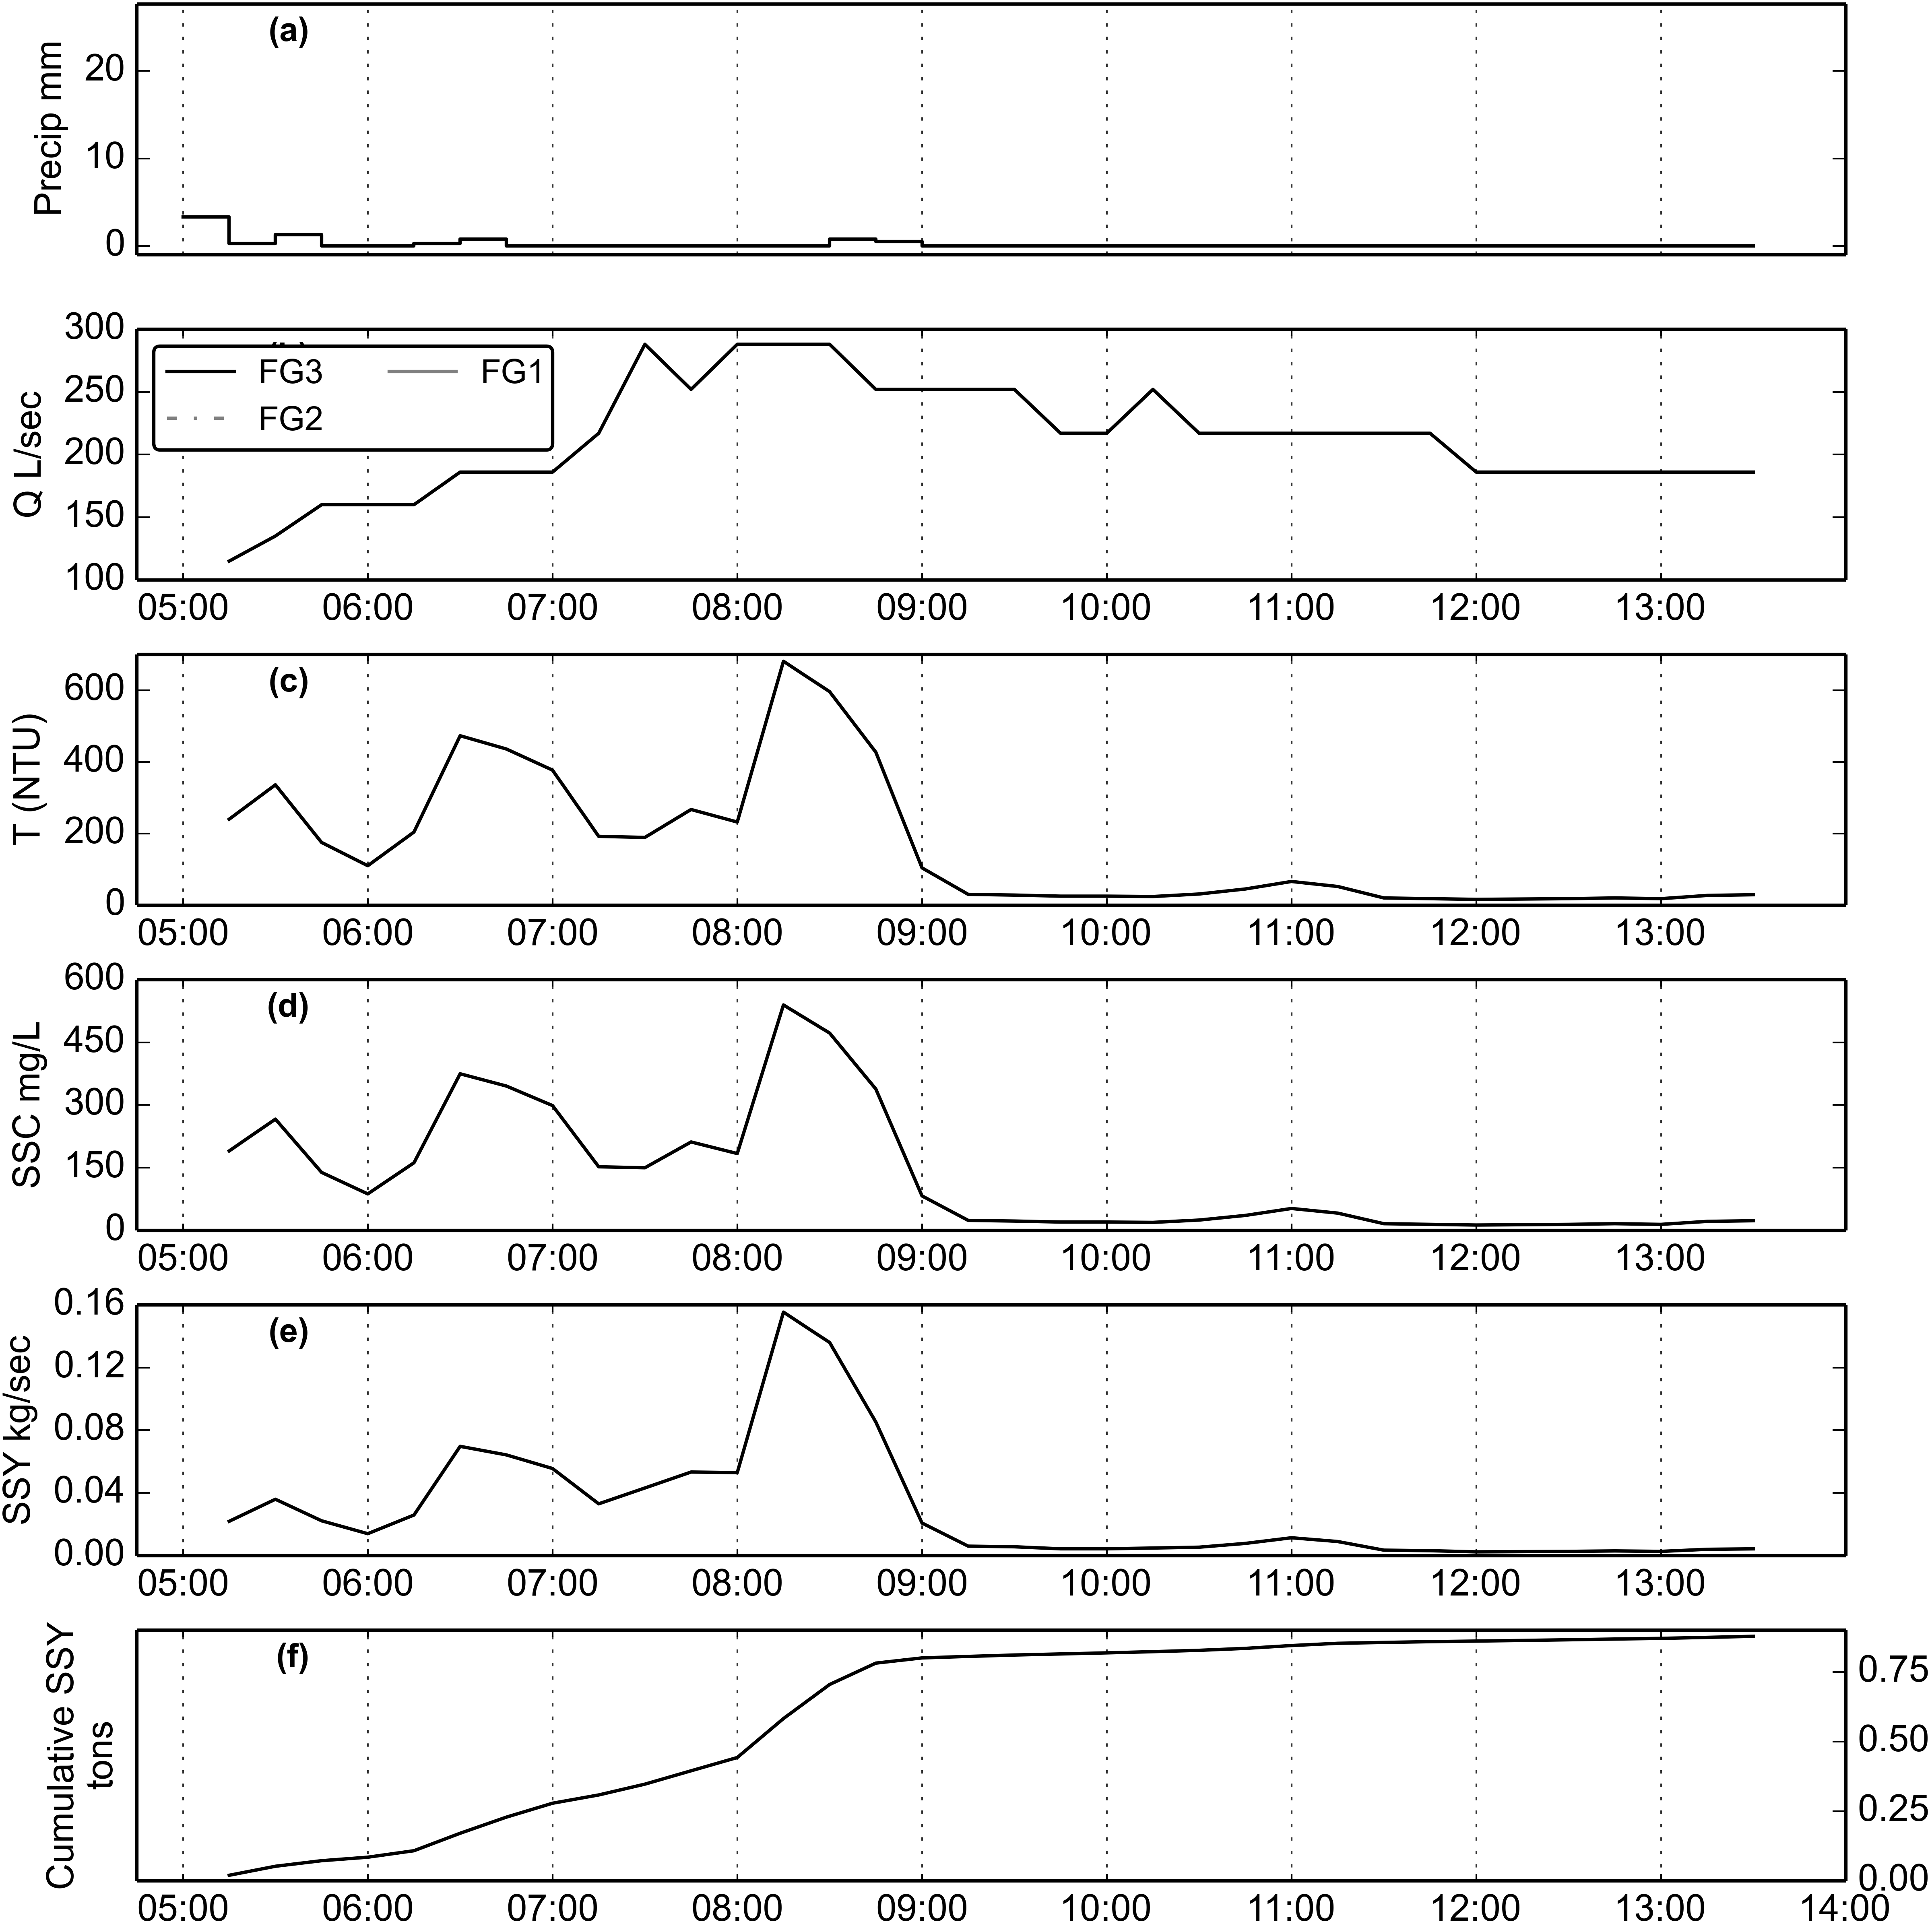 (a)
Precip mm
20
10
0
300
250
200
150
100
Q L/sec
FG3 FG1
FG2
05:00 06:00 07:00 08:00 09:00 10:00 11:00 12:00 13:00
(c)
T (NTU)
600
400
200
0
05:00 06:00 07:00 08:00 09:00 10:00 11:00 12:00 13:00
(d)
SSC mg/L
600
450
300
150
0
05:00 06:00 07:00 08:00 09:00 10:00 11:00 12:00 13:00
(e)
SSY kg/sec
0.16
0.12
0.08
0.04
0.00
05:00 06:00 07:00 08:00 09:00 10:00 11:00 12:00 13:00
(f)
Cumulative SSY
tons
0.75
0.50
0.25
0.00
05:00 06:00 07:00 08:00 09:00 10:00 11:00 12:00 13:00 14:00